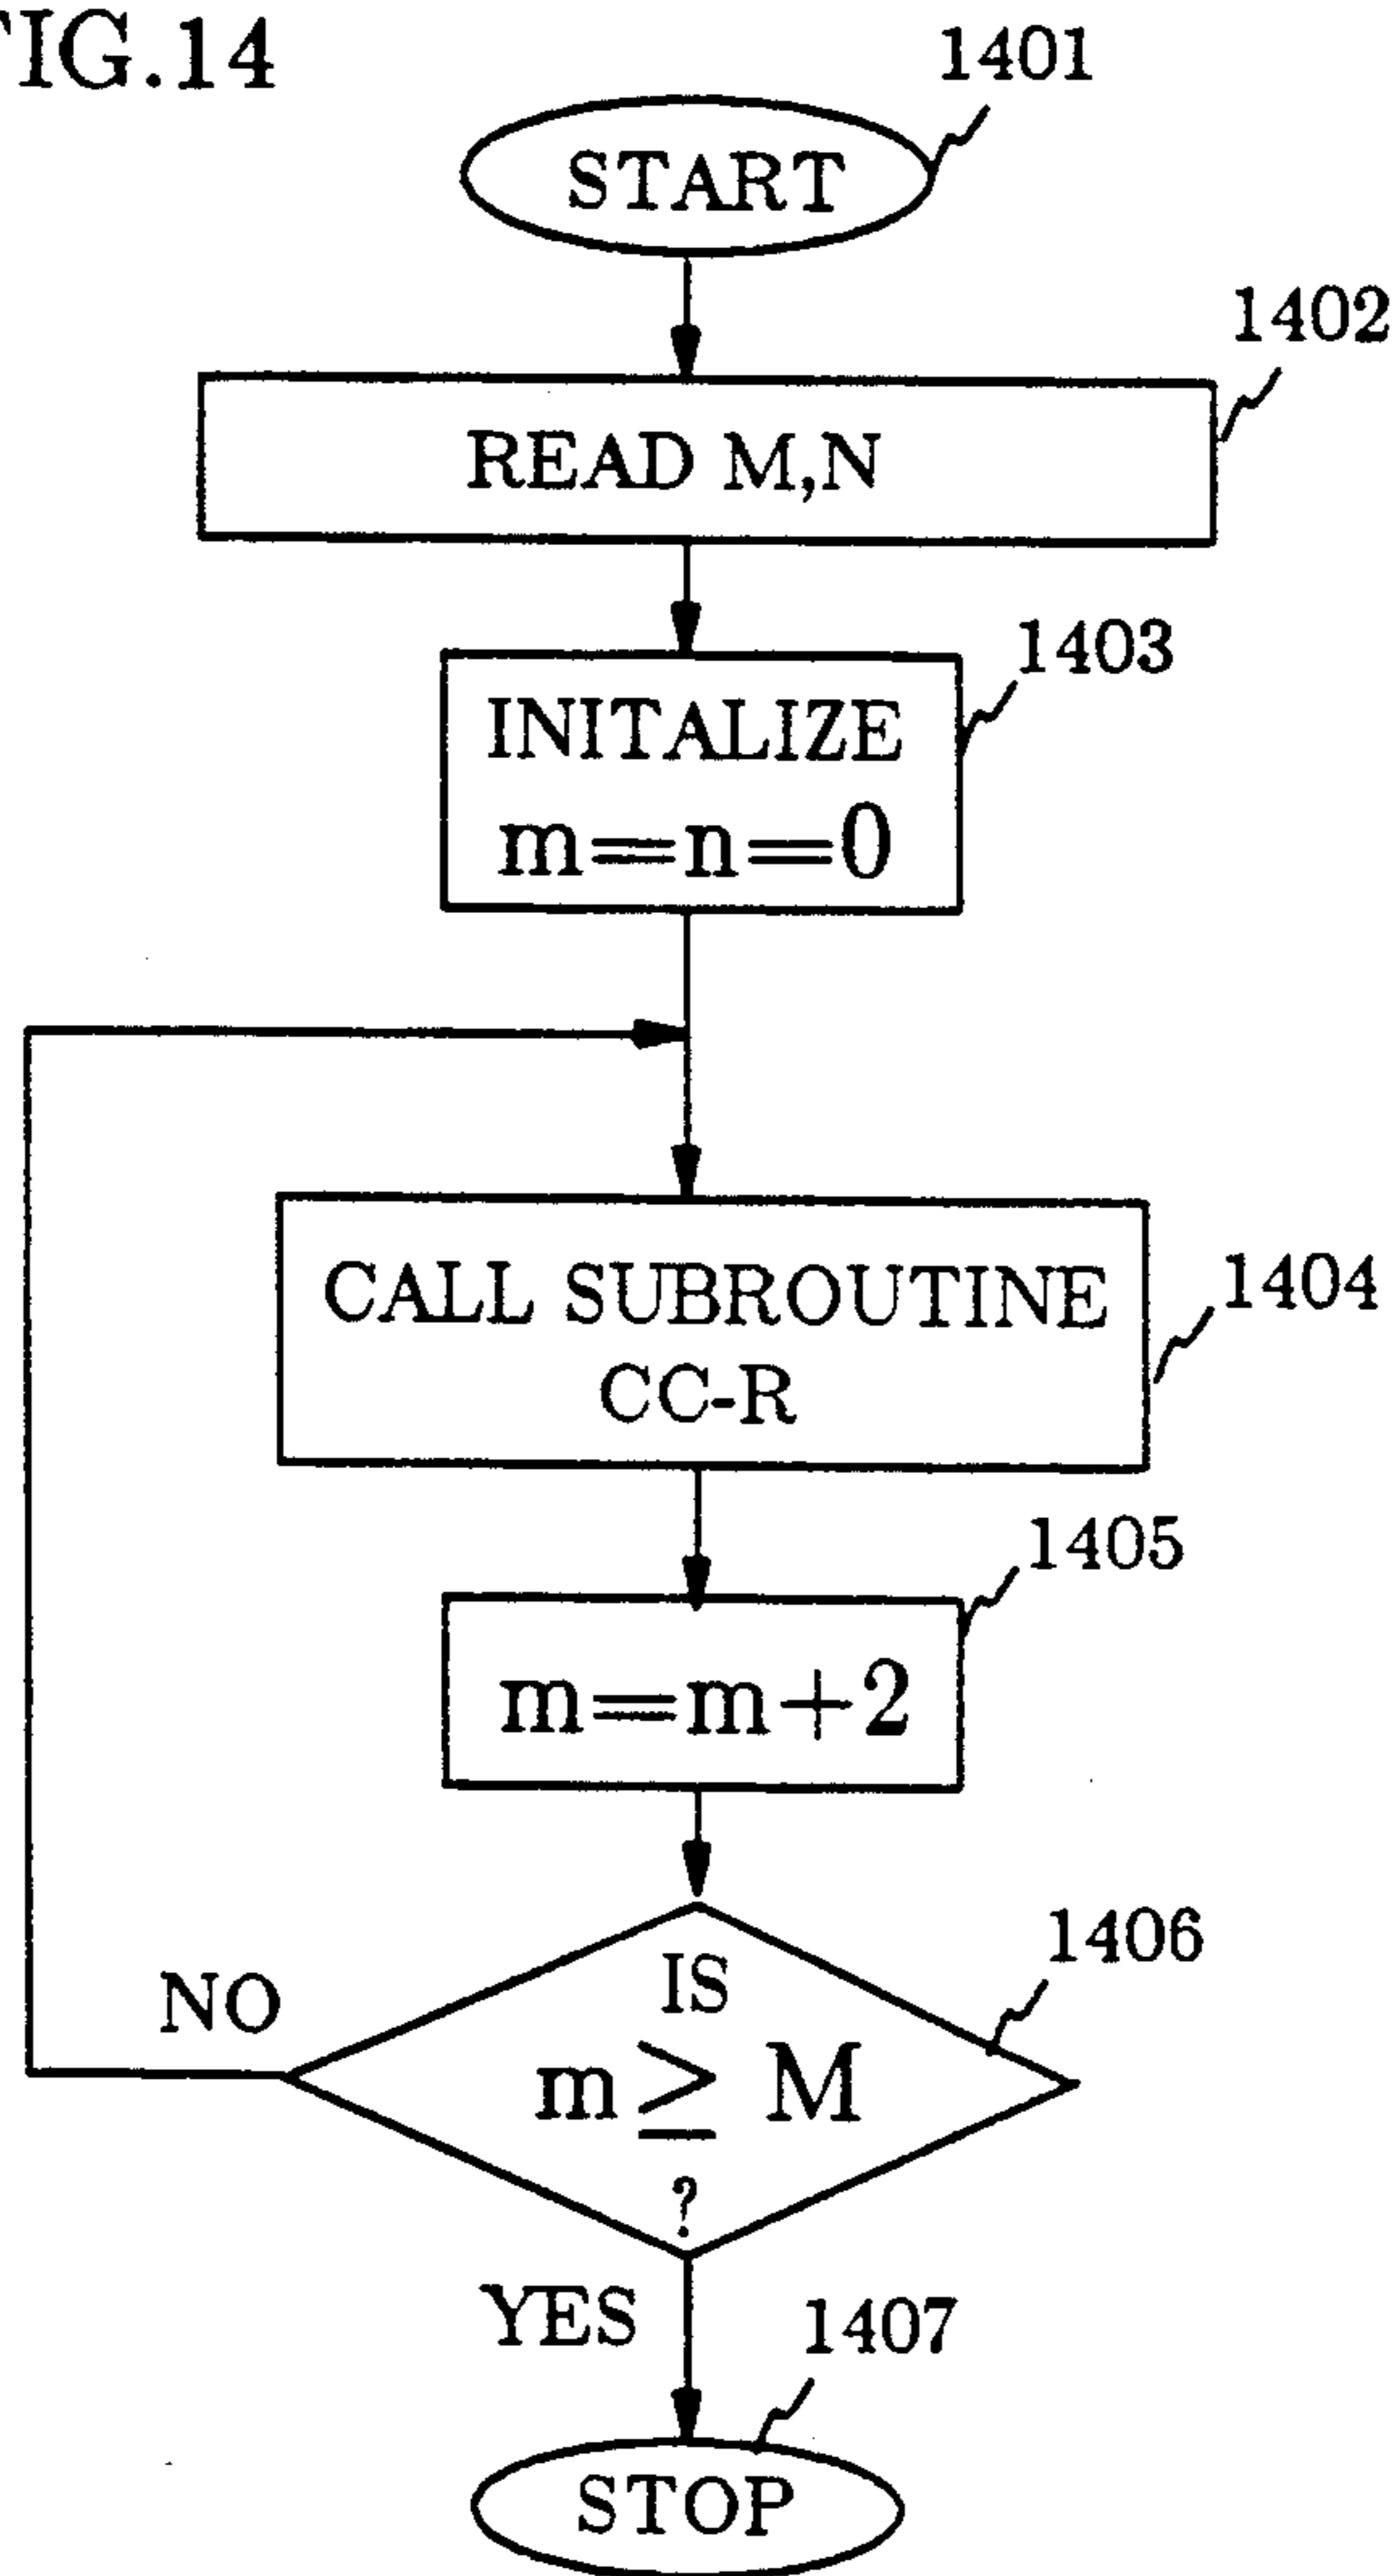 FIG.14
1401
START
1402
READ M,N
1403
INITALIZE
m=n=0
CALL SUBROUTINE
CC-R
1404
1405
m=m+2
1406
IS
m≥ M
?
NO
YES
1407
STOP